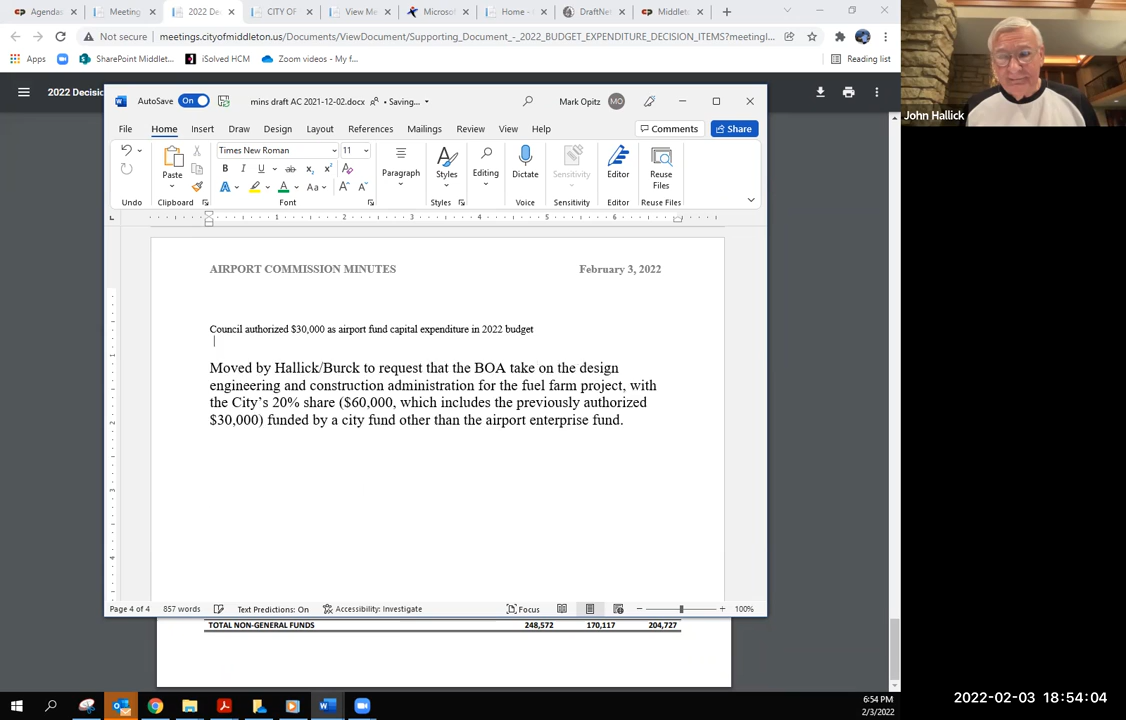 Agendas
Meeting
2022 De
CITY OF
View Me
Microsof
Home -
DraftNet
Middlet
Not secure
meetings.cityofmiddleton.us/Documents/ViewDocument/Supporting_Document_-_2022_BUDGET_EXPENDITURE_DECISION_ITEMS?meetingI...
Apps
SharePoint Middlet...
iSolved HCM
Zoom videos - My f...
Reading list
2022 Decisio
AutoSave
On
mins draft AC 2021-12-02.docx
• Saving...
Mark Opitz
MO
File
Home
Insert
Draw
Design
Layout
References
Mailings
Review
View
Help
Comments
Share
Times New Roman
11
Paste
Paragraph
Styles
Editing
Dictate
Sensitivity
Editor
Reuse
Files
Undo
Clipboard
Font
Styles
Voice
Sensitivity
Editor
Reuse Files
AIRPORT COMMISSION MINUTES
February 3, 2022
Council authorized $30,000 as airport fund capital expenditure in 2022 budget
Moved by Hallick/Burck to request that the BOA take on the design
engineering and construction administration for the fuel farm project, with
the City's 20% share ($60,000, which includes the previously authorized
$30,000) funded by a city fund other than the airport enterprise fund.
Page 4 of 4
857 words
Text Predictions: On
Accessibility: Investigate
Focus
100%
TOTAL NON-GENERAL FUNDS
248,572
170,117
204,727
6:54 PM
2/3/2022
John Hallick
2022-02-03 18:54:04